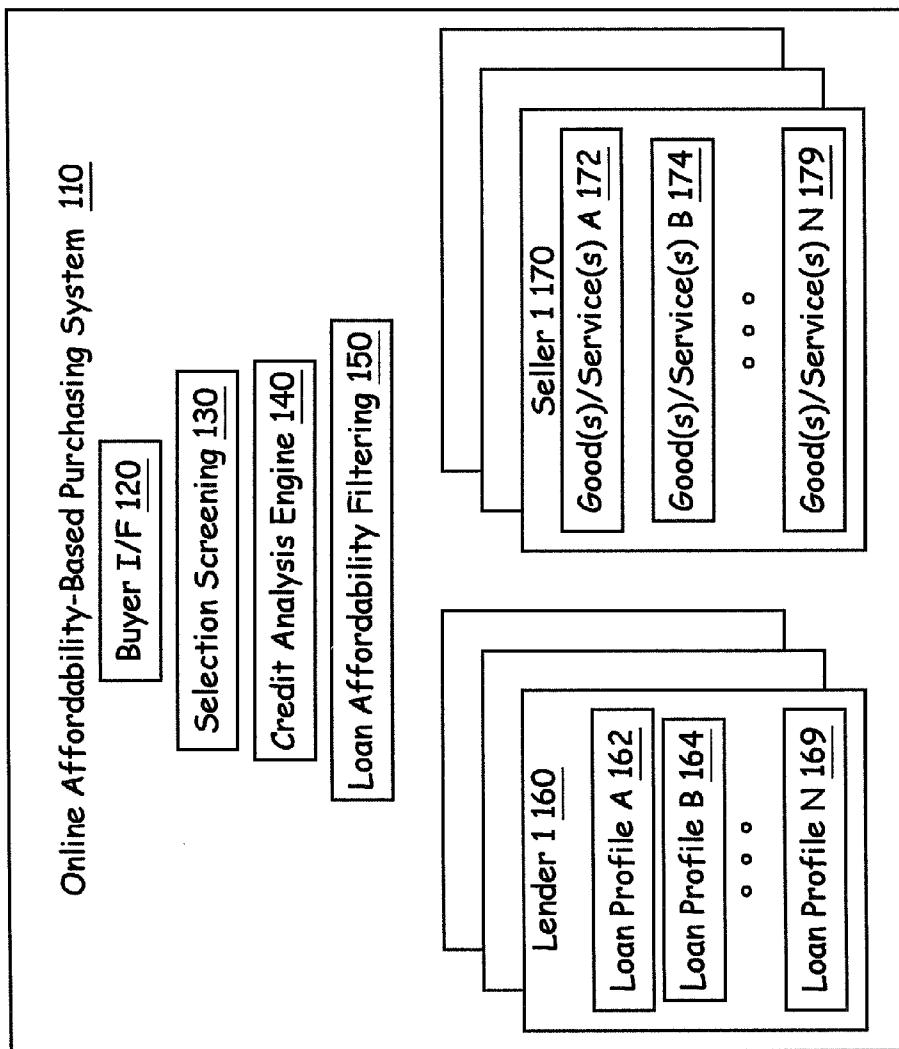 Online Affordability-Based Purchasing System 110
Buyer I/F 120
Selection Screening 130
Credit Analysis Engine 140
Loan Affordability Filtering 150
Lender 1 160
Loan Profile A 162
Loan Profile B 164
Loan Profile N 169
Seller 1 170
Good(s)/Service(s) A 172
Good(s)/Service(s) B 174
Good(s)/Service(s) N 179